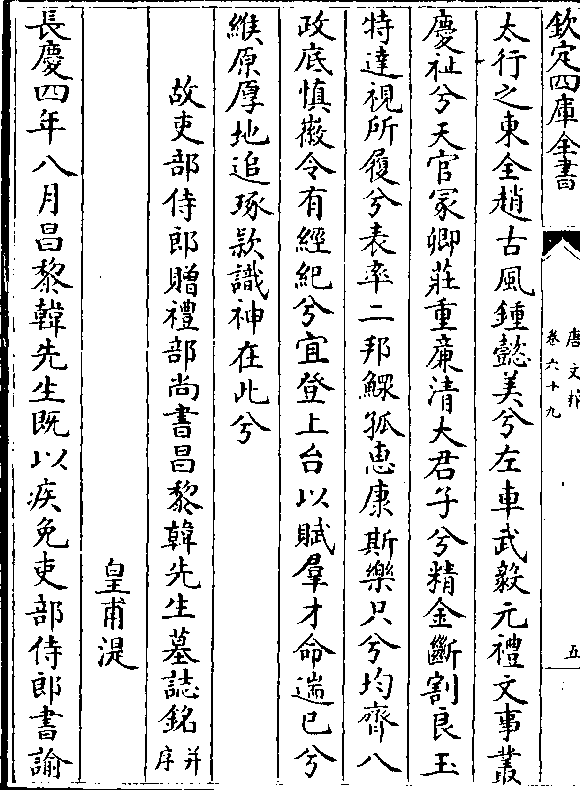 欽定四庫全書
唐文粹
卷六十九
五
太行之東全趙古風鍾懿美兮左車武毅元禮文事叢
慶祉兮天官冢卿莊重亷清大君子兮精金斷割良玉
特達視所履兮表率二邦鰥孤惠康斯樂只兮均齊八
政底慎徽令有經紀兮宜登上台以賦羣才命遄已兮
維原厚地追琢款識神在此兮
故吏部侍郎贈禮部尚書昌黎韓先生墓誌銘并序
皇甫湜
長慶四年八月昌黎韓先生既以疾免吏部侍郎書諭